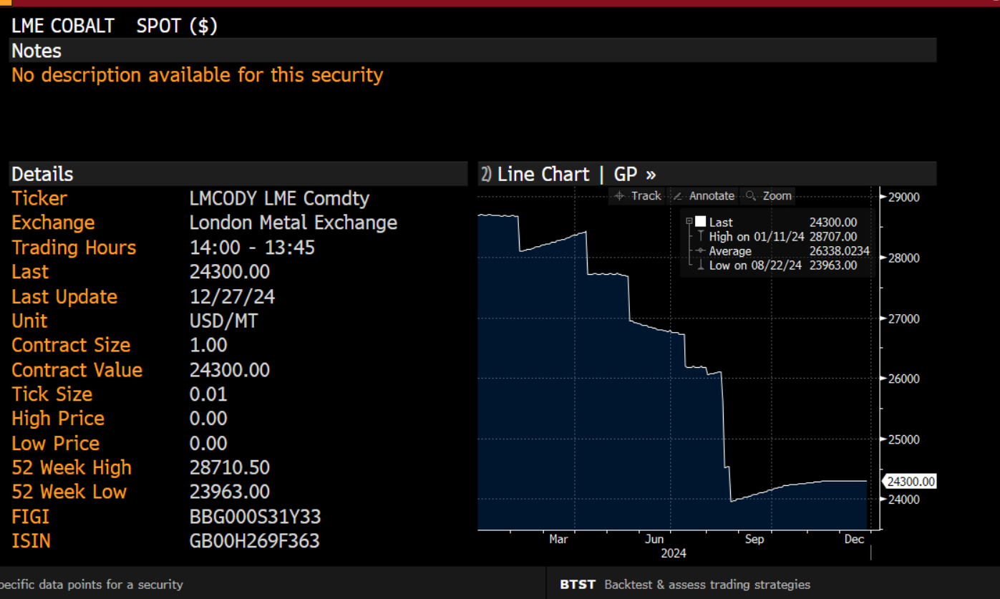 LME COBALT SPOT ($)
Notes
No description available for this security
Details
Ticker LMCODY LME Comdty
Exchange London Metal Exchange
Trading Hours 14:00 - 13:45
Last 24300.00
Last Update 12/27/24
Unit USD/MT
Contract Size 1.00
Contract Value 24300.00
Tick Size 0.01
High Price 0.00
Low Price 0.00
52 Week High 28710.50
52 Week Low 23963.00
FIGI BBG000S31Y33
ISIN GB00H269F363
2) Line Chart | GP »
Track Annotate Zoom
Last 24300.00
High on 01/11/24 28707.00
Average 26338.0234
Low on 08/22/24 23963.00
29000
28000
27000
26000
25000
24300.00
24000
Mar Jun Sep Dec
2024
pecific data points for a security
BTST Backtest & assess trading strategies